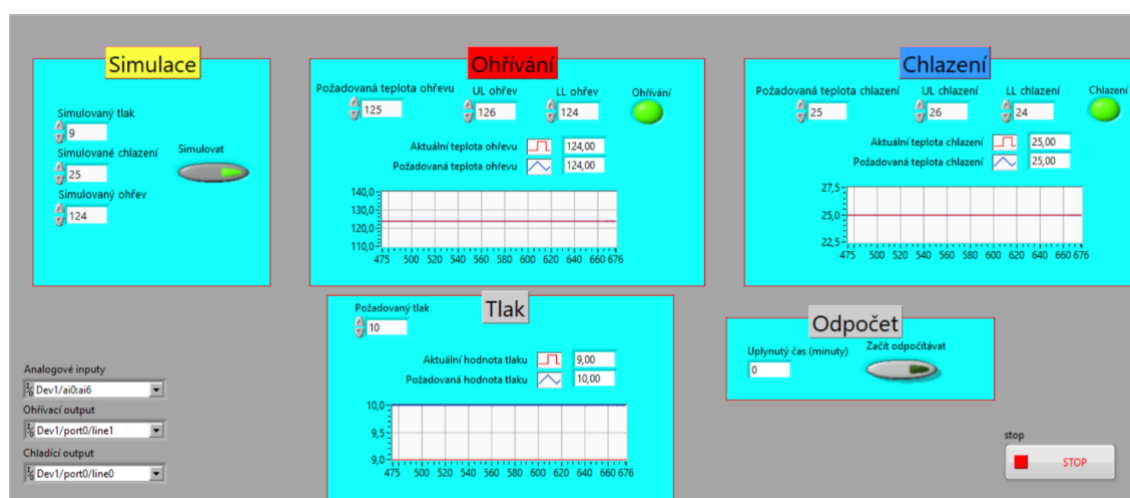 Simulace
Simulovaný tlak
9
Simulované chlazení
25
Simulovat
Simulovaný ohřev
124
Ohřívání
Požadovaná teplota ohřevu UL ohřev LL ohřev Ohřívání
125 126 124
Aktuální teplota ohřevu 124,00
Požadovaná teplota ohřevu 124,00
140,0
130,0
120,0
110,0
475 500 520 540 560 580 600 620 640 660 676
Chlazení
Požadovaná teplota chlazení UL chlazení LL chlazení Chlazení
25 26 24
Aktuální teplota chlazení 25,00
Požadovaná teplota chlazení 25,00
27,5
25,0
22,5
475 500 520 540 560 580 600 620 640 660 676
Tlak
Požadovaný tlak
10
Aktuální hodnota tlaku 9,00
Požadovaná hodnota tlaku 10,00
10,0
9,5
9,0
475 500 520 540 560 580 600 620 640 660 676
Odpočet
Uplynutý čas (minuty) Začít odpočítávat
0
Analogové inputy
Dev1/ai0:ai6
Ohřívací output
Dev1/port0/line1
Chladící output
Dev1/port0/line0
stop
STOP